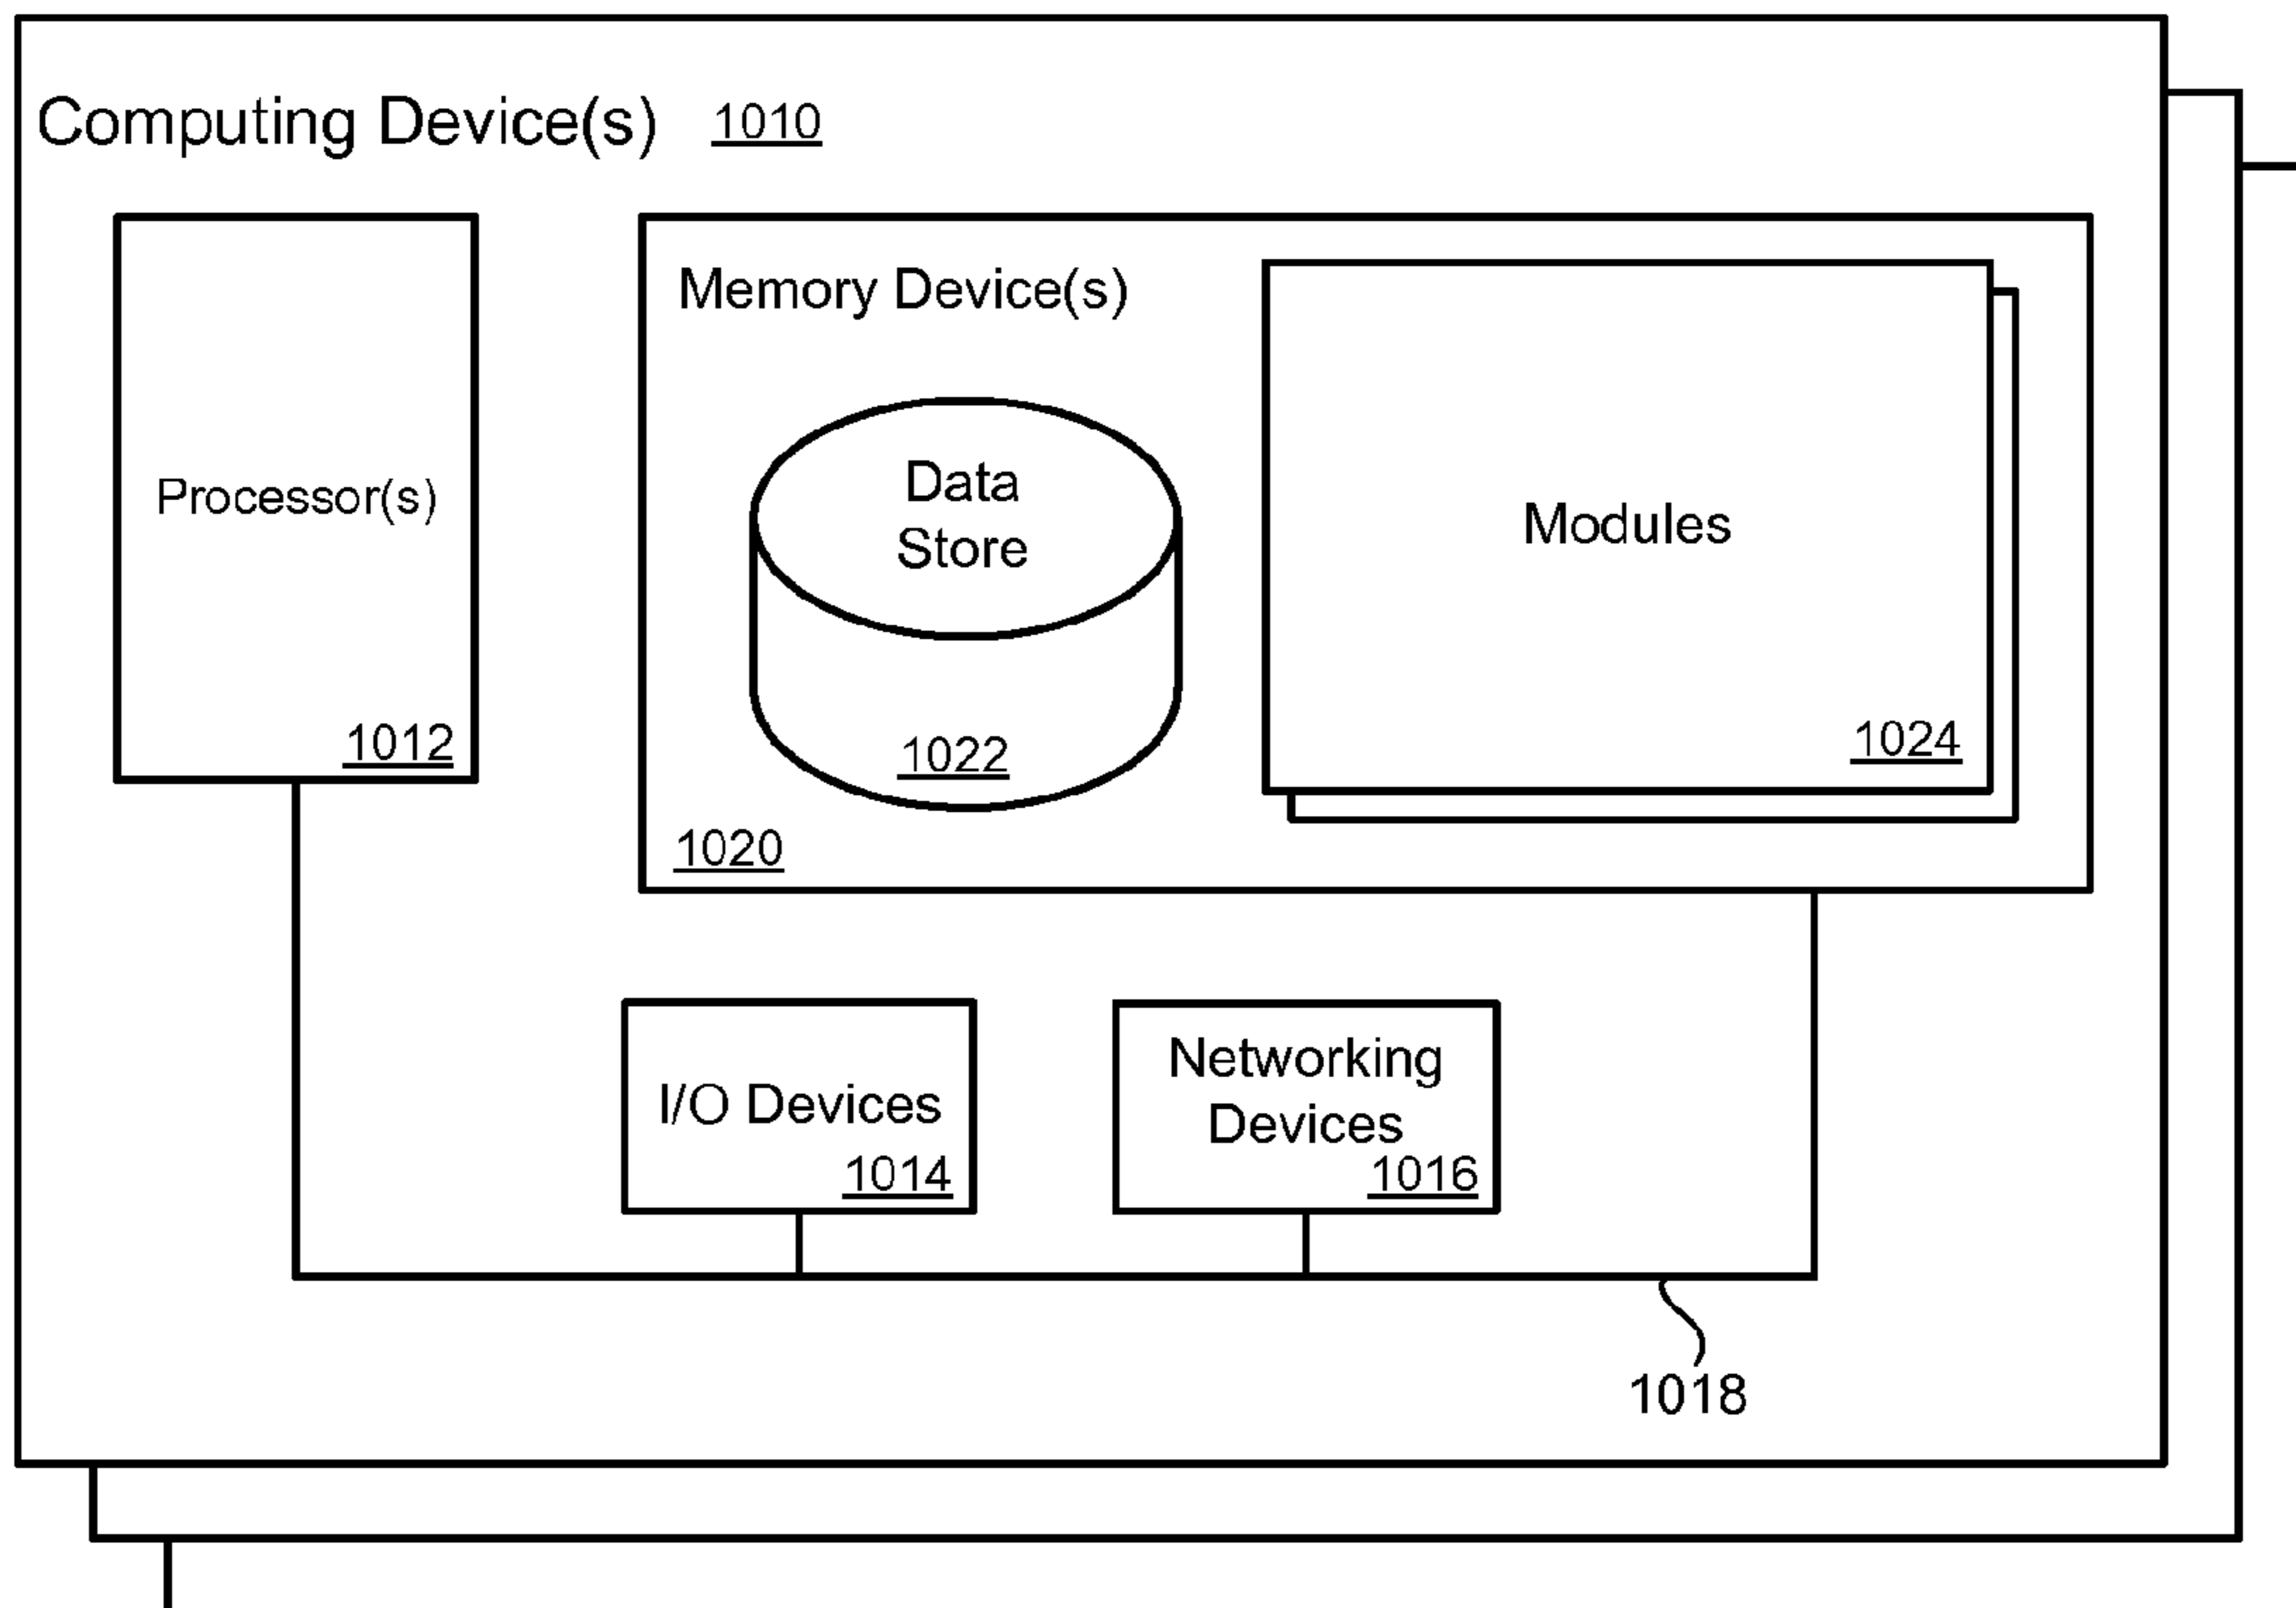 Computing Device(s) 1010
Processor(s)
1012
Memory Device(s)
Data
Store
1022
1020
Modules
1024
I/O Devices
1014
Networking
Devices
1016
1018